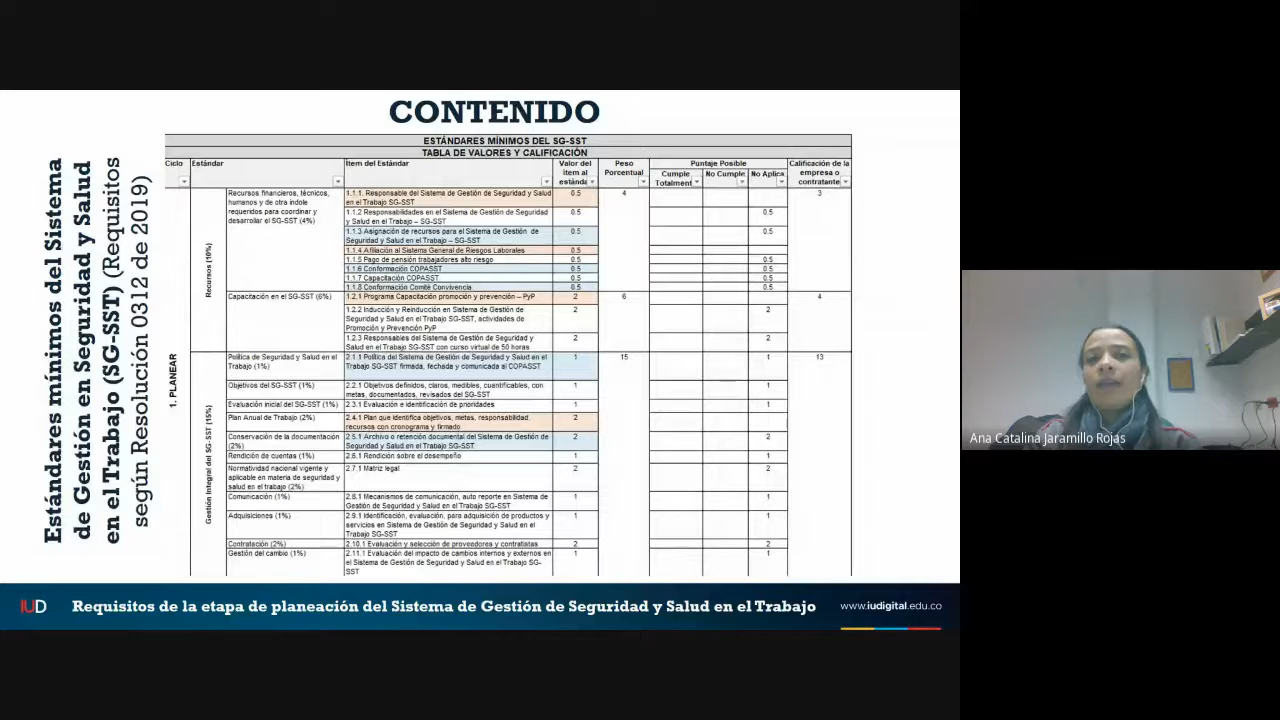 CONTENIDO
Estándares mínimos del Sistema
de Gestión en Seguridad y Salud
en el Trabajo (SG-SST) (Requisitos
según Resolución 0312 de 2019)
ESTÁNDARES MÍNIMOS DEL SG-SST
TABLA DE VALORES Y CALIFICACIÓN
Ciclo
Estándar
Ítem del Estándar
Valor del
item al
estánda
Peso
Porcentual
Puntaje Posible
Cumple
Totalment
No Cumple
No Aplica
Calificación de la
empresa o
contratante
1. PLANEAR
Recursos (10%)
Recursos financieros, técnicos,
humanos y de otra índole
requeridos para coordinar y
desarrollar el SG-SST (4%)
1.1.1. Responsable del Sistema de Gestión de Seguridad y Salud
en el Trabajo SG-SST
0.5
4
3
1.1.2 Responsabilidades en el Sistema de Gestión de Seguridad
y Salud en el Trabajo – SG-SST
0.5
0.5
1.1.3 Asignación de recursos para el Sistema de Gestión de
Seguridad y Salud en el Trabajo – SG-SST
0.5
0.5
1.1.4 Afiliación al Sistema General de Riesgos Laborales
0.5
1.1.5 Pago de pensión trabajadores alto riesgo
0.5
0.5
1.1.6 Conformación COPASST
0.5
0.5
1.1.7 Capacitación COPASST
0.5
0.5
1.1.8 Conformación Comité Convivencia
0.5
0.5
Capacitación en el SG-SST (6%)
1.2.1 Programa Capacitación promoción y prevención – PyP
2
6
4
1.2.2 Inducción y Reinducción en Sistema de Gestión de
Seguridad y Salud en el Trabajo SG-SST, actividades de
Promoción y Prevención PyP
2
2
1.2.3 Responsables del Sistema de Gestión de Seguridad y
Salud en el Trabajo SG-SST con curso virtual de 50 horas
2
2
Gestión Integral del SG-SST (15%)
Política de Seguridad y Salud en el
Trabajo (1%)
2.1.1 Política del Sistema de Gestión de Seguridad y Salud en el
Trabajo SG-SST firmada, fechada y comunicada al COPASST
1
15
1
13
Objetivos del SG-SST (1%)
2.2.1 Objetivos definidos, claros, medibles, cuantificables, con
metas, documentados, revisados del SG-SST
1
1
Evaluación inicial del SG-SST (1%)
2.3.1 Evaluación e identificación de prioridades
1
1
Plan Anual de Trabajo (2%)
2.4.1 Plan que identifica objetivos, metas, responsabilidad,
recursos con cronograma y firmado
2
Conservación de la documentación
(2%)
2.5.1 Archivo o retención documental del Sistema de Gestión de
Seguridad y Salud en el Trabajo SG-SST
2
2
Rendición de cuentas (1%)
2.6.1 Rendición sobre el desempeño
1
1
Normatividad nacional vigente y
aplicable en materia de seguridad y
salud en el trabajo (2%)
2.7.1 Matriz legal
2
2
Comunicación (1%)
2.8.1 Mecanismos de comunicación, auto reporte en Sistema de
Gestión de Seguridad y Salud en el Trabajo SG-SST
1
1
Adquisiciones (1%)
2.9.1 Identificación, evaluación, para adquisición de productos y
servicios en Sistema de Gestión de Seguridad y Salud en el
Trabajo SG-SST
1
1
Contratación (2%)
2.10.1 Evaluación y selección de proveedores y contratistas
2
2
Gestión del cambio (1%)
2.11.1 Evaluación del impacto de cambios internos y externos en
el Sistema de Gestión de Seguridad y Salud en el Trabajo SG-
SST
1
1
IUD
Requisitos de la etapa de planeación del Sistema de Gestión de Seguridad y Salud en el Trabajo
www.iudigital.edu.co
Ana Catalina Jaramillo Rojas